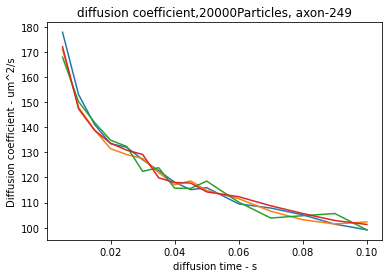 diffusion coefficient,20000Particles, axon-249
Diffusion coefficient - um^2/s
180
170
160
150
140
130
120
110
100
0.02 0.04 0.06 0.08 0.10
diffusion time - s